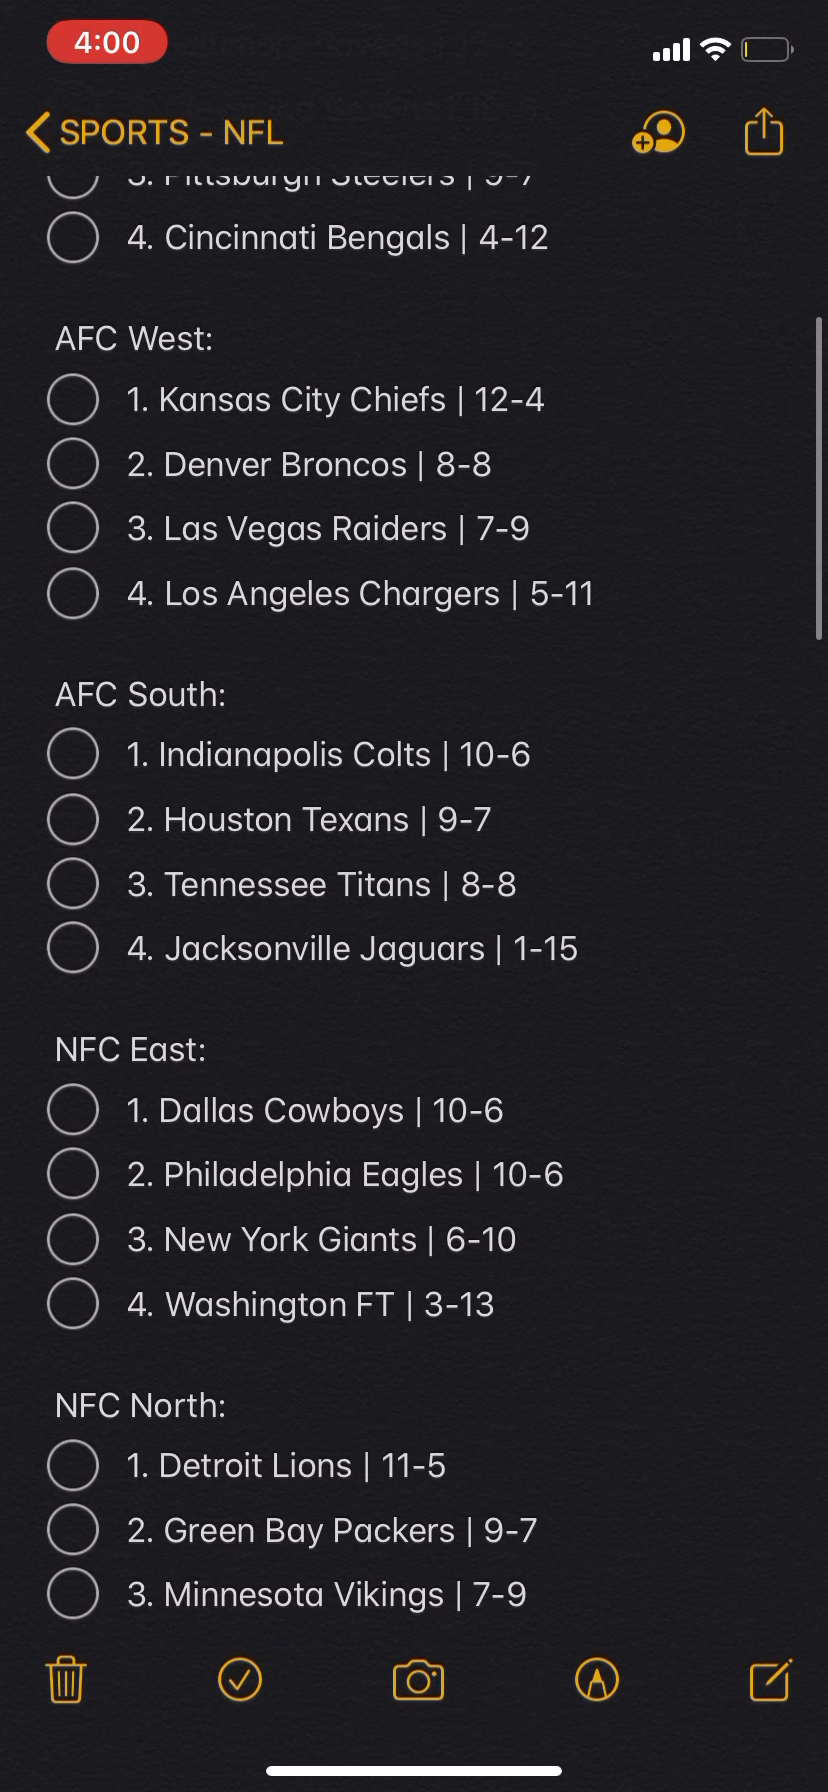 4:00
SPORTS - NFL
3. Pittsburgh Steelers | 9-7
4. Cincinnati Bengals | 4-12
AFC West:
1. Kansas City Chiefs | 12-4
2. Denver Broncos | 8-8
3. Las Vegas Raiders | 7-9
4. Los Angeles Chargers | 5-11
AFC South:
1. Indianapolis Colts | 10-6
2. Houston Texans | 9-7
3. Tennessee Titans | 8-8
4. Jacksonville Jaguars | 1-15
NFC East:
1. Dallas Cowboys | 10-6
2. Philadelphia Eagles | 10-6
3. New York Giants | 6-10
4. Washington FT | 3-13
NFC North:
1. Detroit Lions | 11-5
2. Green Bay Packers | 9-7
3. Minnesota Vikings | 7-9